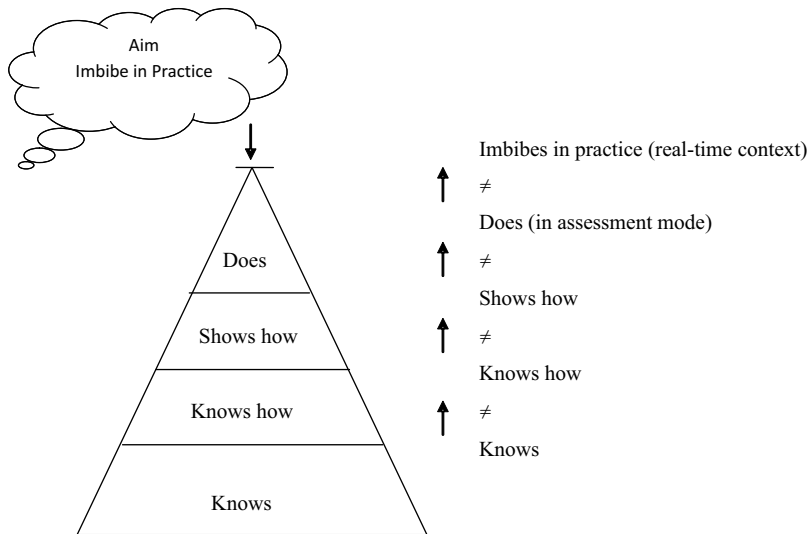 Aim
Imbibe in Practice
Does
Shows how
Knows how
Knows
Imbibes in practice (real-time context)
≠
Does (in assessment mode)
≠
Shows how
≠
Knows how
≠
Knows